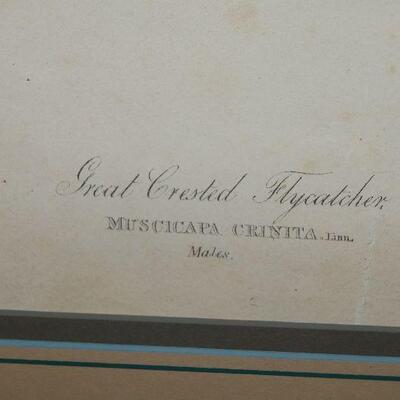 Great Crested Flycatcher,
MUSCICAPA CRINITA. Linn.
Males.